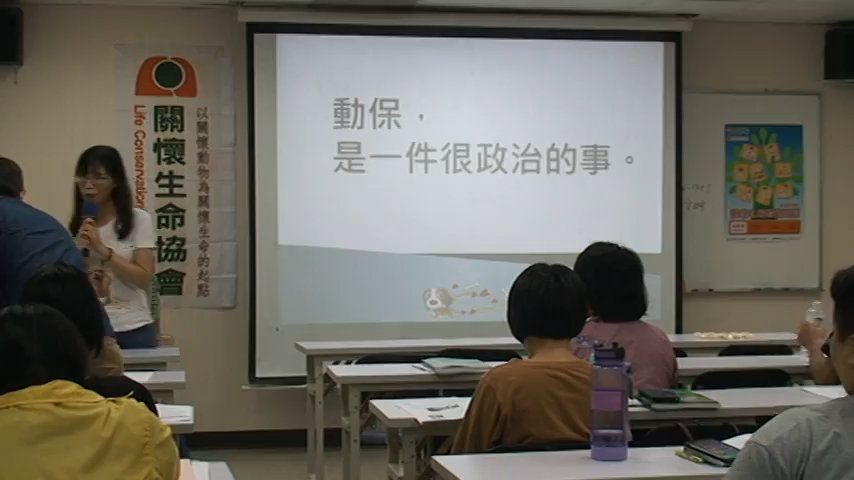 動保，
是一件很政治的事。
關懷生命協會
Life Conservation
以關懷動物為關懷生命的起點